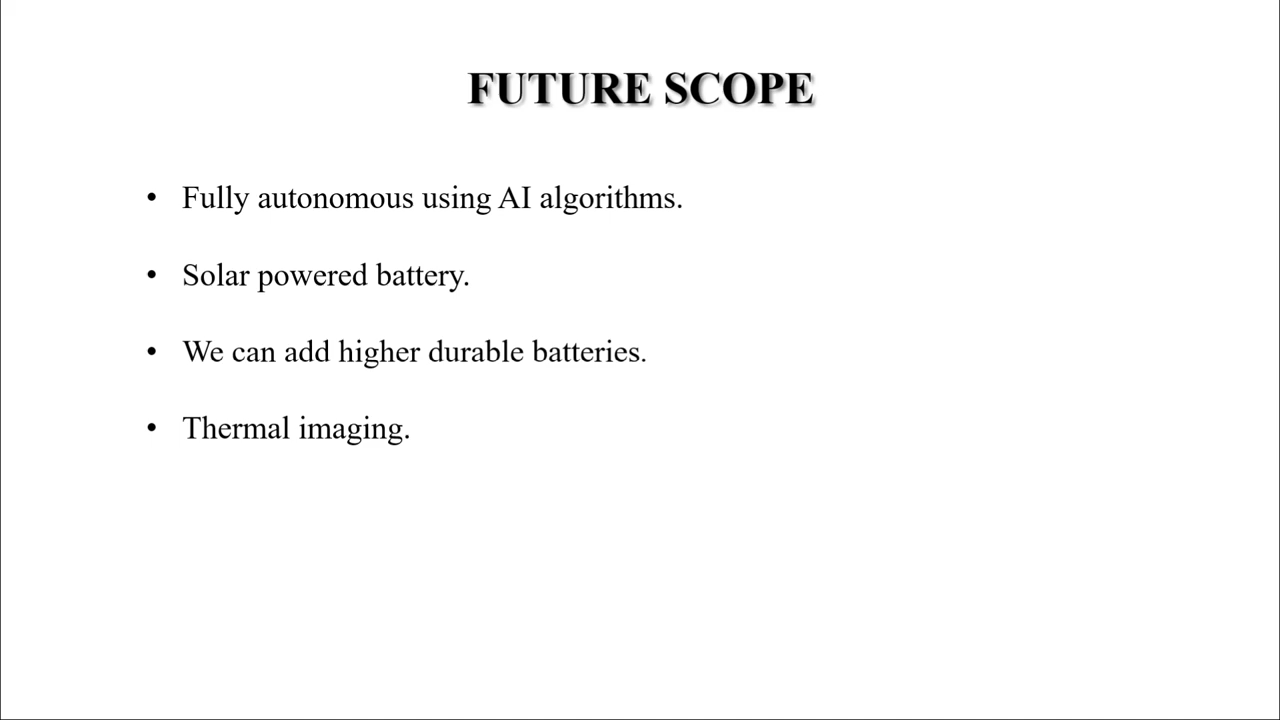 FUTURE SCOPE
• Fully autonomous using AI algorithms.
• Solar powered battery.
• We can add higher durable batteries.
• Thermal imaging.